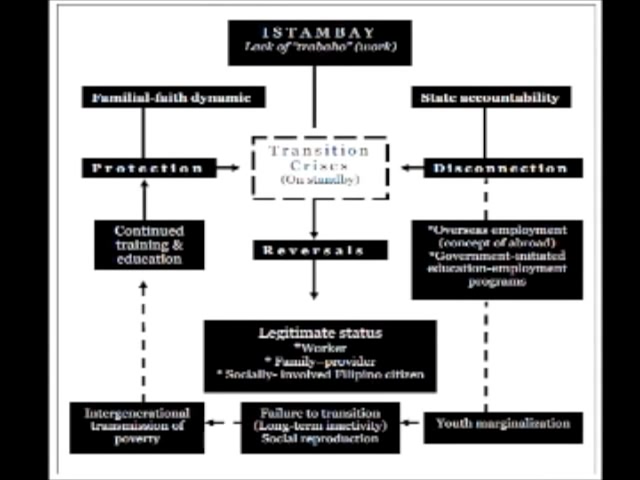 ISTAMBAY
Lack of "trabaho" (work)
Familial-faith dynamic
State accountability
Protection
Transition
Crises
(On standby)
Disconnection
Continued
training &
education
Reversals
*Overseas employment
(concept of abroad)
*Government-initiated
education-employment
programs
Legitimate status
*Worker
* Family-provider
* Socially- involved Filipino citizen
Intergenerational
transmission of
poverty
Failure to transition
(Long-term inactivity)
Social reproduction
Youth marginalization